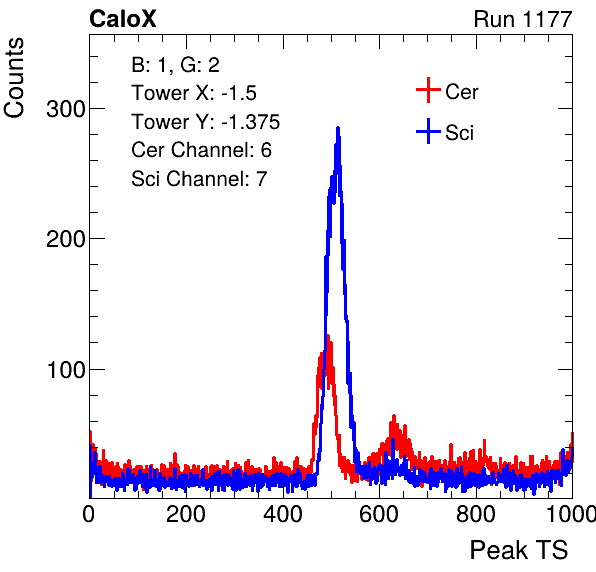 CaloX Run 1177
Counts
B: 1, G: 2
Tower X: -1.5
Tower Y: -1.375
Cer Channel: 6
Sci Channel: 7
Cer
Sci
300
200
100
0 200 400 600 800 1000
Peak TS